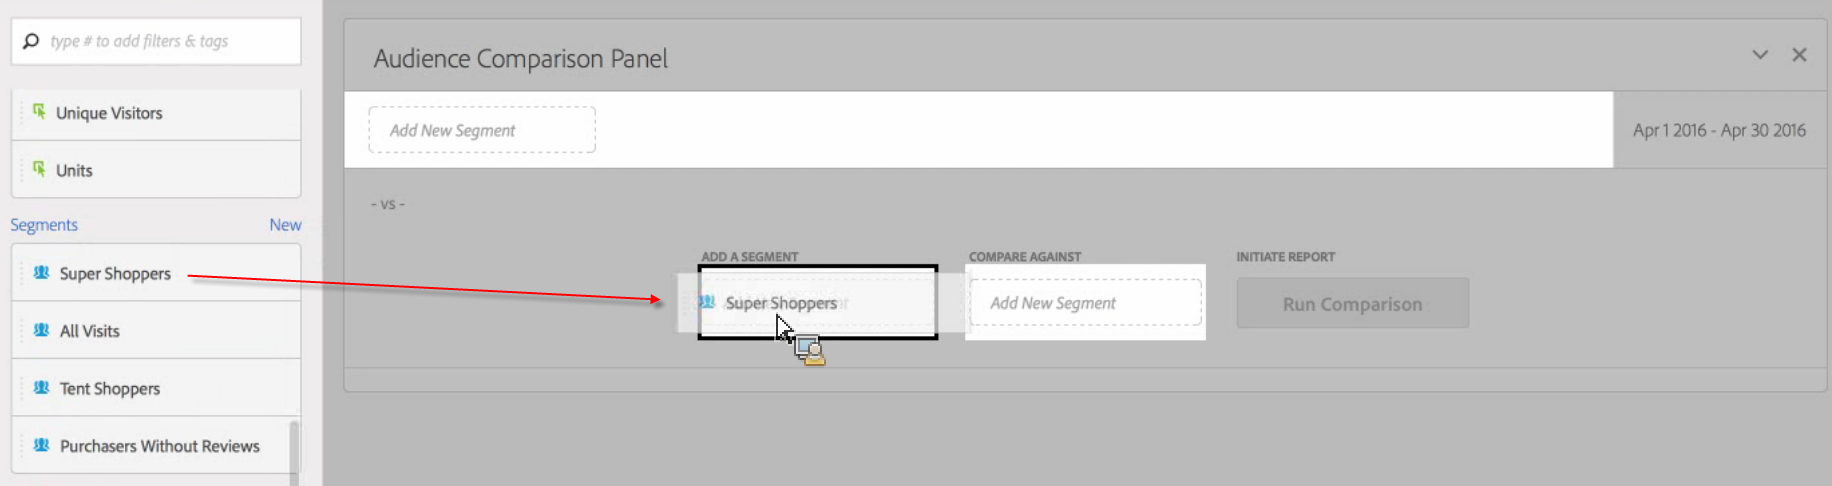 type # to add filters & tags
Unique Visitors
Units
Segments New
Super Shoppers
All Visits
Tent Shoppers
Purchasers Without Reviews
Audience Comparison Panel
Add New Segment
Apr 1 2016 - Apr 30 2016
- vs -
ADD A SEGMENT
Super Shoppers
COMPARE AGAINST
Add New Segment
INITIATE REPORT
Run Comparison